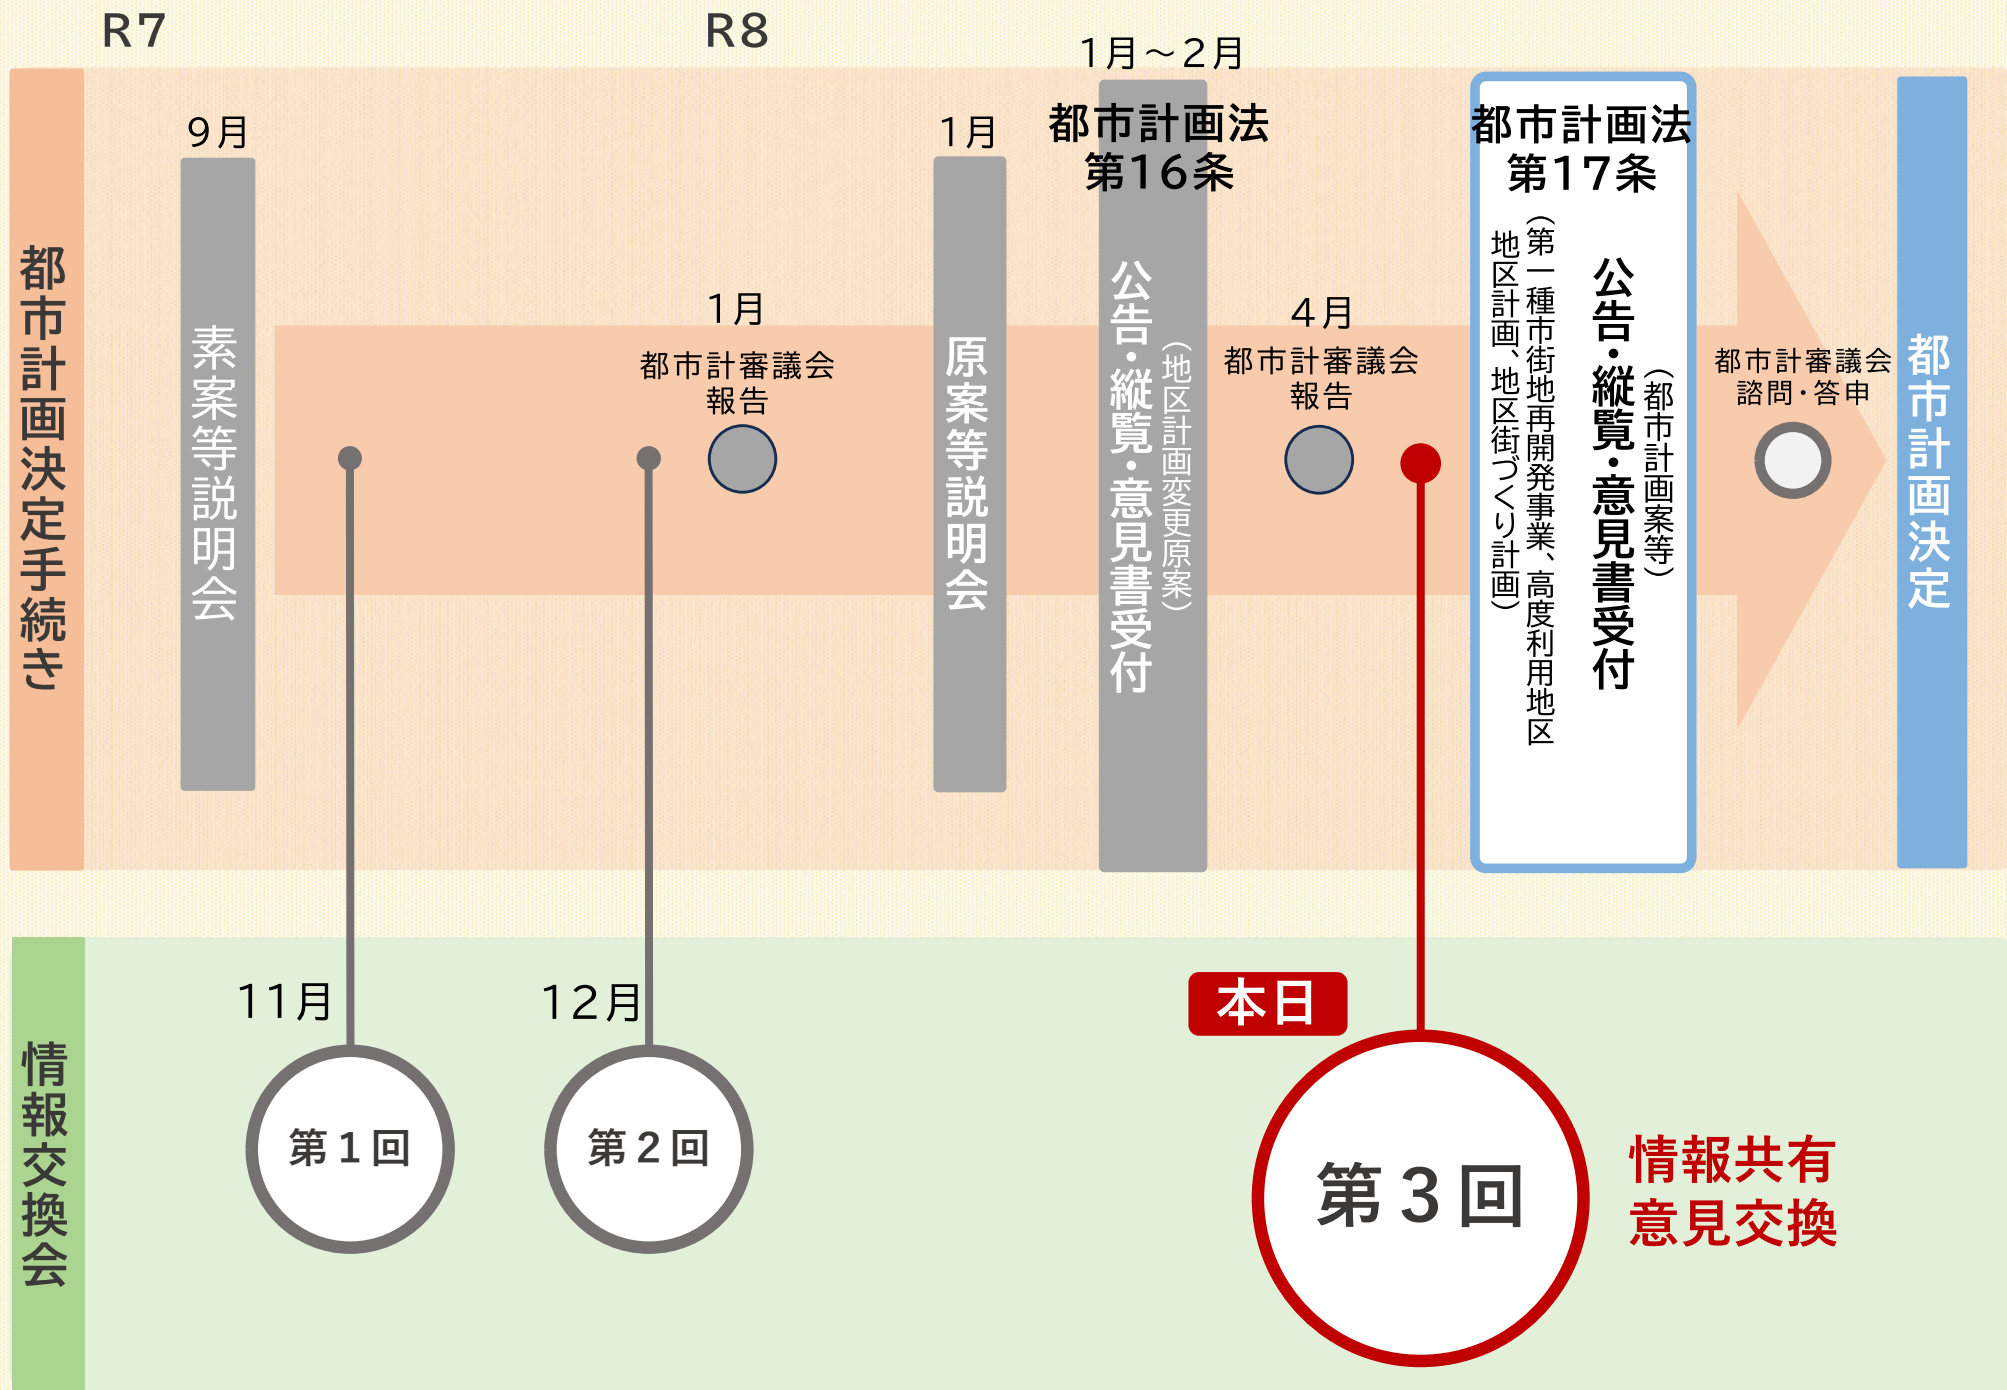 R7
R8
都市計画決定手続き
9月
素案等説明会
1月
都市計審議会
報告
1月
原案等説明会
1月～2月
都市計画法
第16条
公告・縦覧・意見書受付
（地区計画変更原案）
4月
都市計審議会
報告
都市計画法
第17条
公告・縦覧・意見書受付
（都市計画案等）
（第一種市街地再開発事業、高度利用地区
地区計画、地区街づくり計画）
都市計審議会
諮問・答申
都市計画決定
情報交換会
11月
第1回
12月
第2回
本日
第3回
情報共有
意見交換